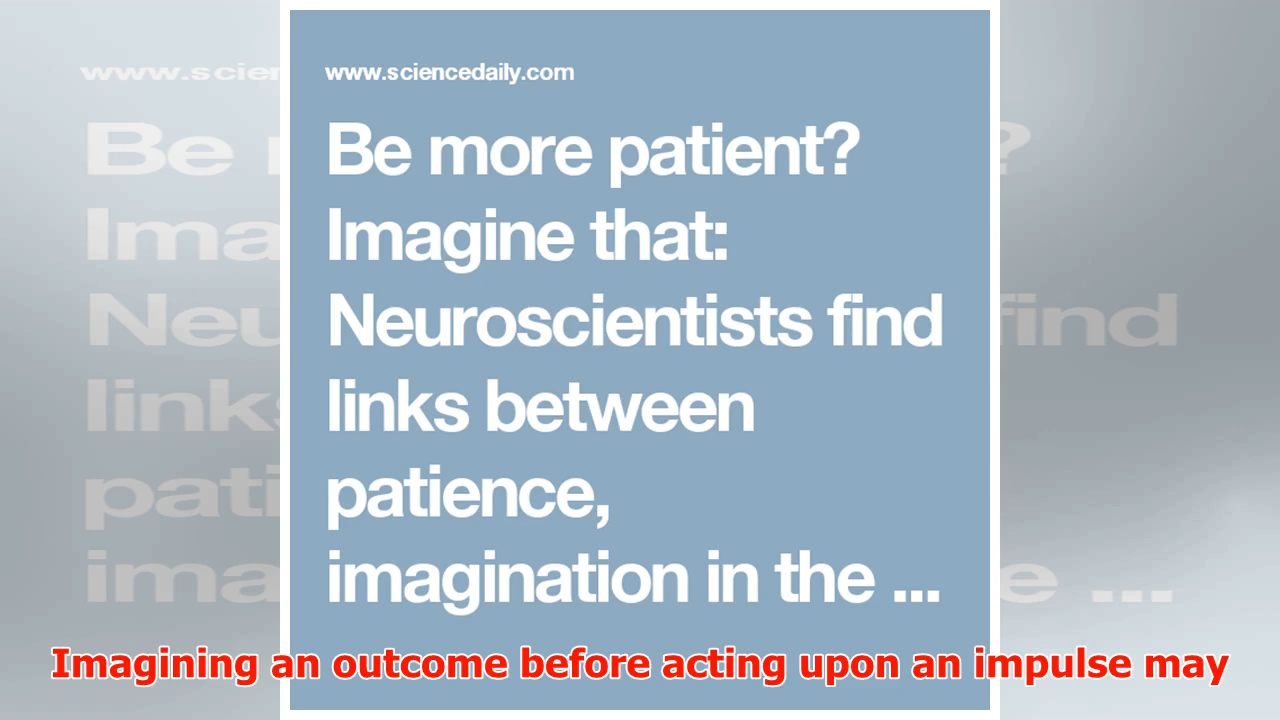 www.sciencedaily.com
Be more patient?
Imagine that:
Neuroscientists find
links between
patience,
imagination in the ...
Imagining an outcome before acting upon an impulse may